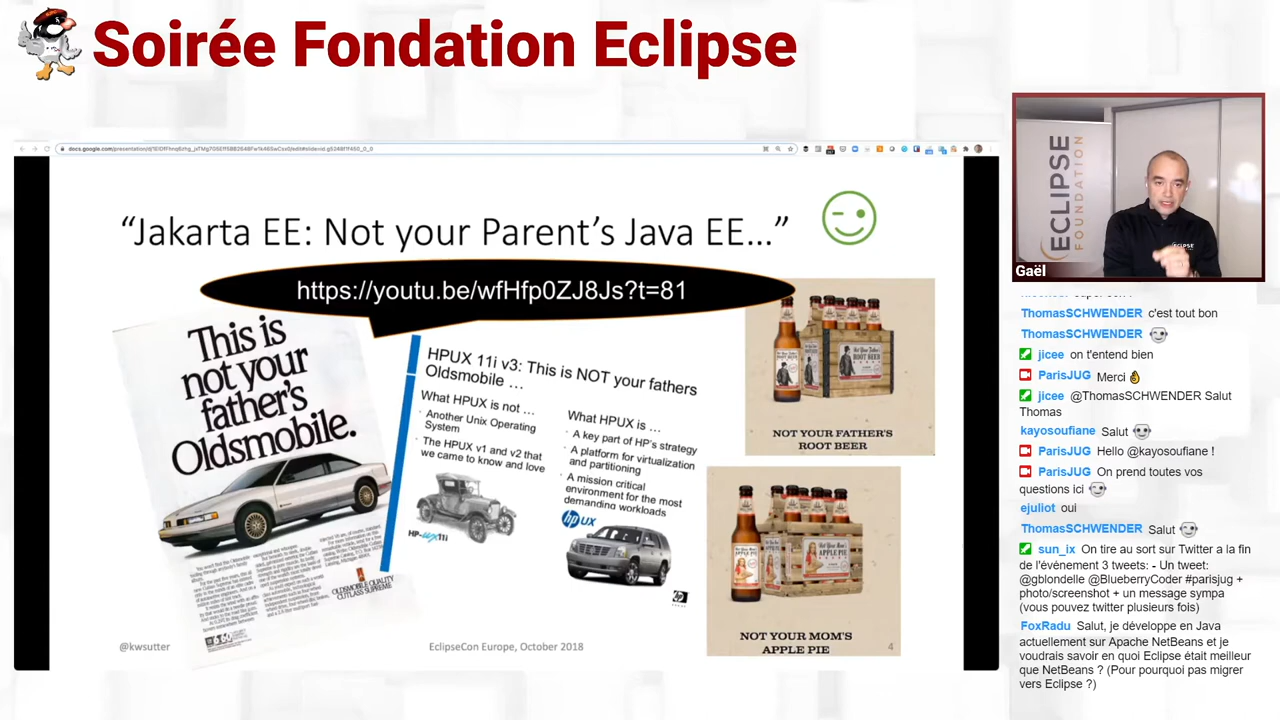 Soirée Fondation Eclipse
“Jakarta EE: Not your Parent’s Java EE…”
https://youtu.be/wfHfp0ZJ8Js?t=81
This is
not your
father's
Oldsmobile.
OLDSMOBILE QUALITY
CUTLASS SUPREME
HPUX 11i v3: This is NOT your fathers
Oldsmobile …
What HPUX is not …
· Another Unix Operating
System
· The HPUX v1 and v2 that
we came to know and love
HP-ux11i
What HPUX is …
· A key part of HP's strategy
· A platform for virtualization
and partitioning
· A mission critical
environment for the most
demanding workloads
hp UX
NOT YOUR FATHER'S
ROOT BEER
NOT YOUR MOM'S
APPLE PIE
@kwsutter
EclipseCon Europe, October 2018
4
ECLIPSE
FOUNDATION
ECLIPSE
Gaël
ThomasSCHWENDER c'est tout bon
ThomasSCHWENDER
jicee on t'entend bien
ParisJUG Merci 👌
jicee @ThomasSCHWENDER Salut
Thomas
kayosoufiane Salut
ParisJUG Hello @kayosoufiane !
ParisJUG On prend toutes vos
questions ici
ejuliot oui
ThomasSCHWENDER Salut
sun_ix On tire au sort sur Twitter a la fin
de l'événement 3 tweets: - Un tweet:
@gblondelle @BlueberryCoder #parisjug +
photo/screenshot + un message sympa
(vous pouvez twitter plusieurs fois)
FoxRadu Salut, je développe en Java
actuellement sur Apache NetBeans et je
voudrais savoir en quoi Eclipse était meilleur
que NetBeans ? (Pour pourquoi pas migrer
vers Eclipse ?)